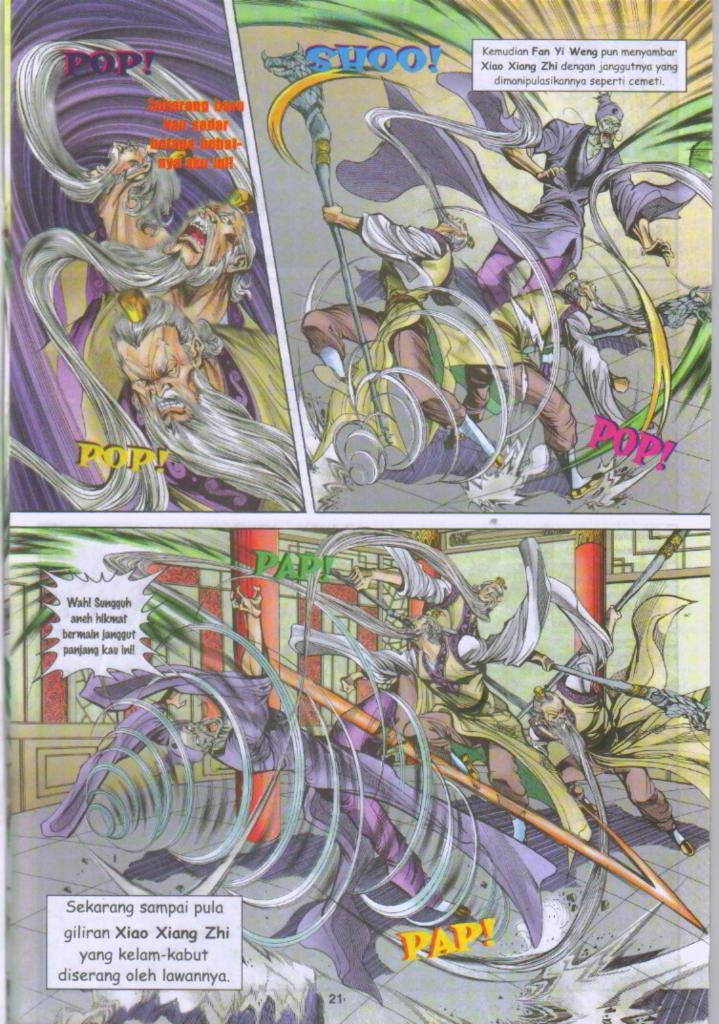 POP!
Sekarang baru
kau sedar
betapa hebat-
nya aku ini!
POP!
SHOO!
Kemudian Fan Yi Weng pun menyambar
Xiao Xiang Zhi dengan janggutnya yang
dimanipulasikannya seperti cemeti.
POP!
PAP!
Wah! Sungguh
aneh hikmat
bermain janggut
panjang kau ini!
PAP!
Sekarang sampai pula
giliran Xiao Xiang Zhi
yang kelam-kabut
diserang oleh lawannya.
21